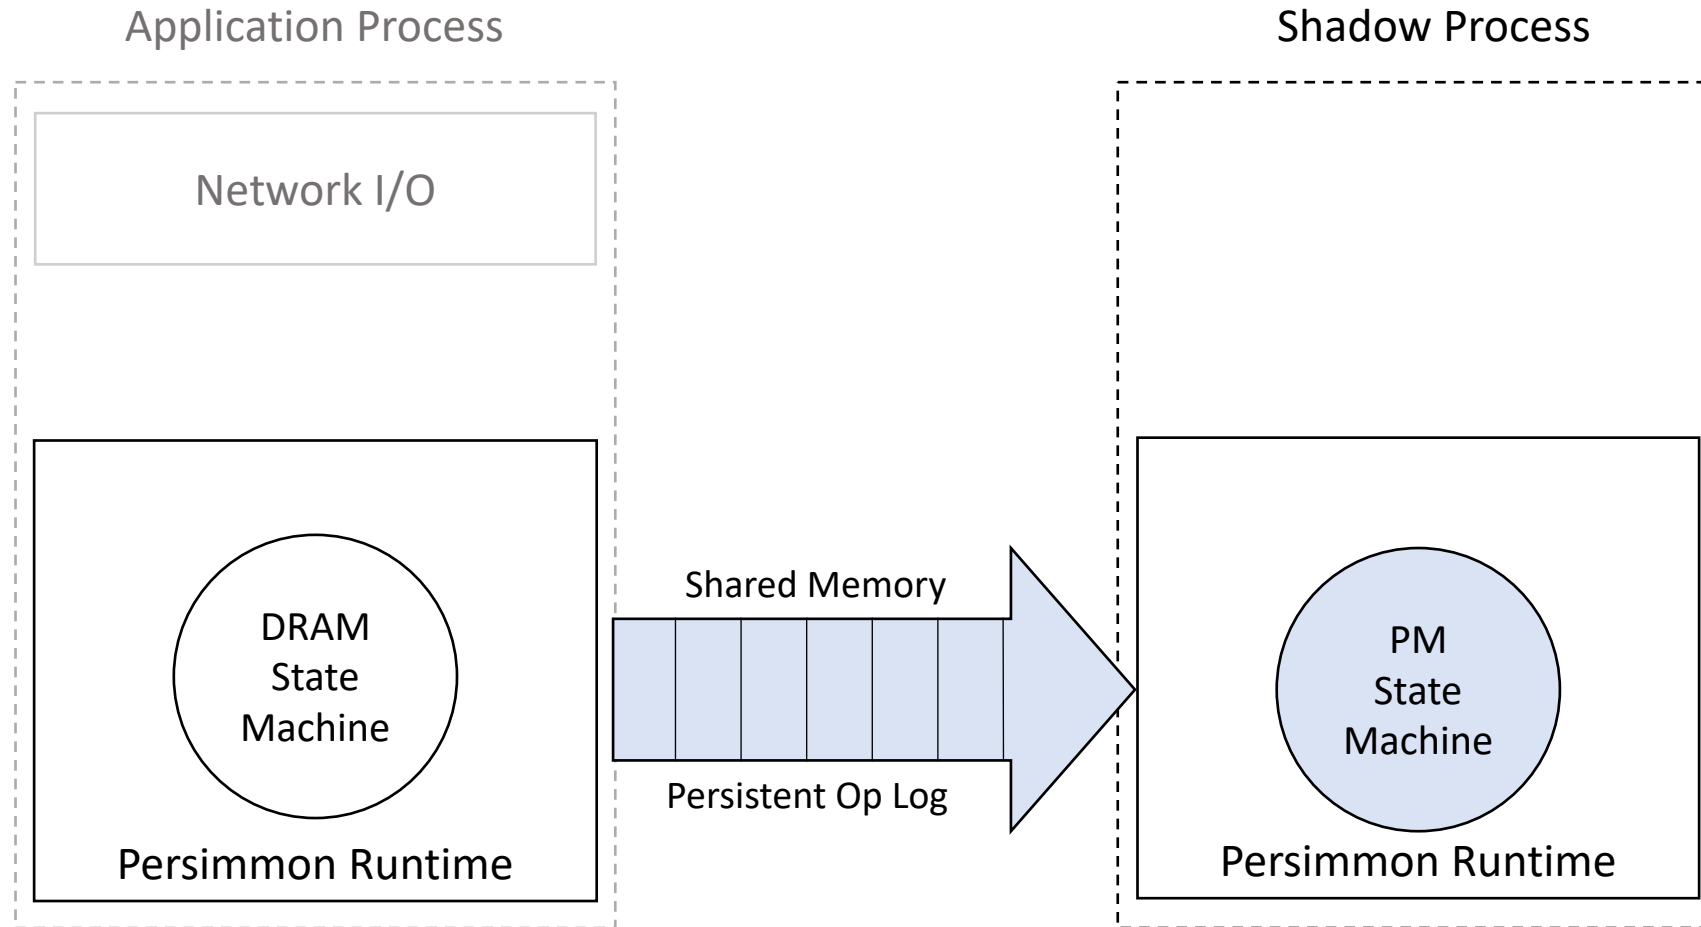 Application Process
Shadow Process
Network I/O
DRAM
State
Machine
Persimmon Runtime
Shared Memory
Persistent Op Log
PM
State
Machine
Persimmon Runtime